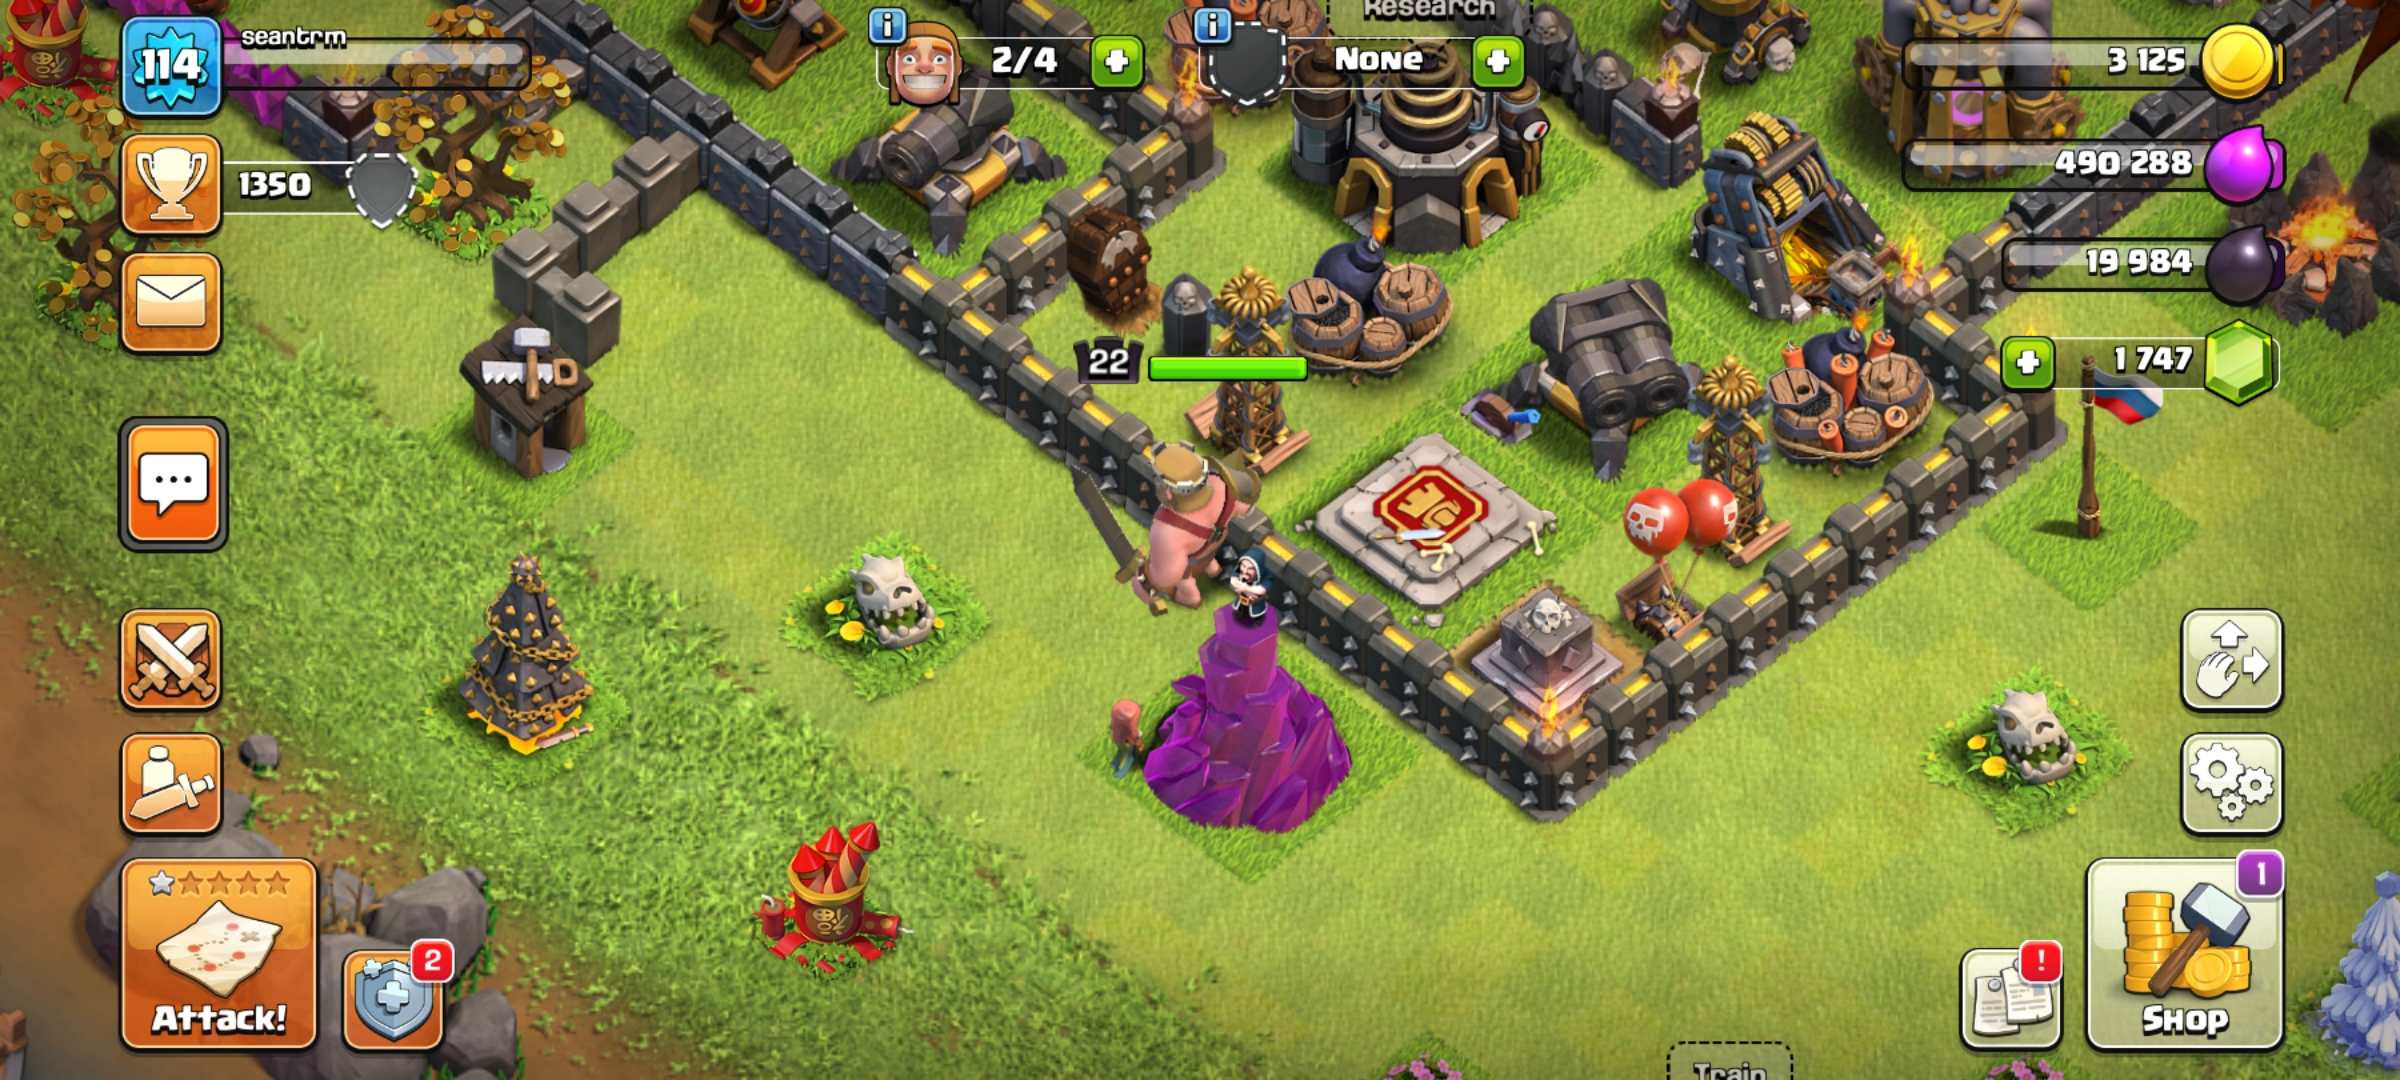 Research
seantrm
114
2/4
None
3 125
1350
490 288
19 984
22
1 747
2
1
!
Attack!
Shop
Train